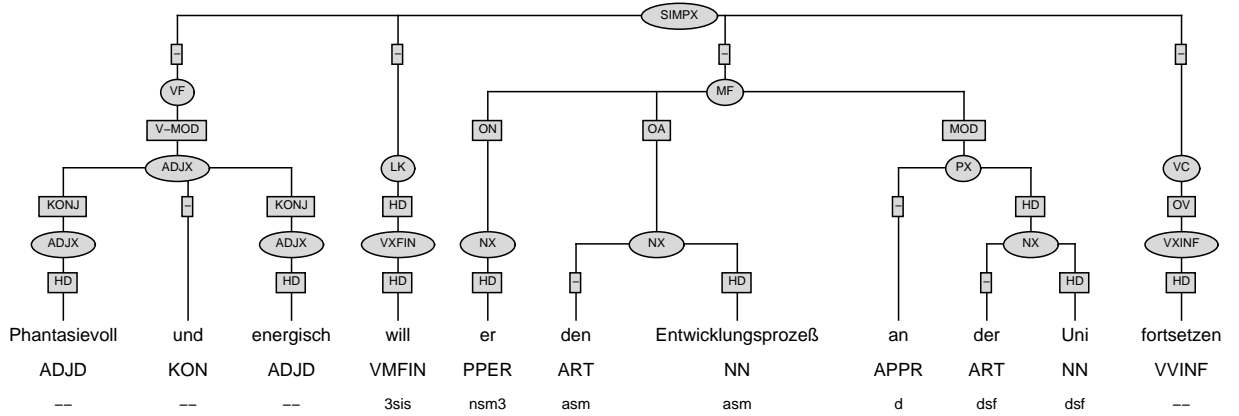 SIMPX
– – – –
VF MF
V–MOD ON OA MOD
ADJX LK PX VC
KONJ – KONJ HD – HD OV
ADJX ADJX VXFIN NX NX NX VXINF
HD HD HD HD – HD – HD HD
Phantasievoll und energisch will er den Entwicklungsprozeß an der Uni fortsetzen
ADJD KON ADJD VMFIN PPER ART NN APPR ART NN VVINF
−− −− −− 3sis nsm3 asm asm d dsf dsf −−